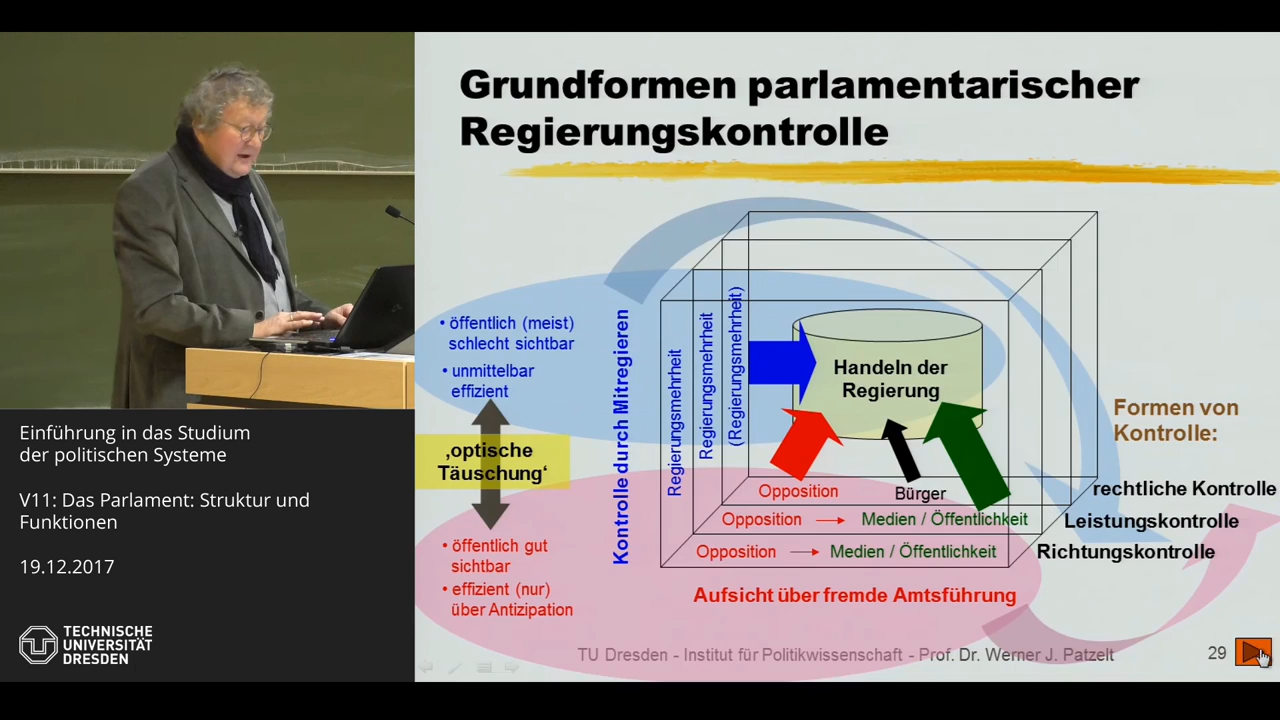 Grundformen parlamentarischer
Regierungskontrolle
• öffentlich (meist)
schlecht sichtbar
• unmittelbar
effizient
‚optische
Täuschung‘
• öffentlich gut
sichtbar
• effizient (nur)
über Antizipation
Kontrolle durch Mitregieren
Regierungsmehrheit
Regierungsmehrheit
(Regierungsmehrheit)
Handeln der
Regierung
Opposition
Bürger
Opposition → Medien / Öffentlichkeit
Opposition → Medien / Öffentlichkeit
Aufsicht über fremde Amtsführung
Formen von
Kontrolle:
rechtliche Kontrolle
Leistungskontrolle
Richtungskontrolle
TU Dresden - Institut für Politikwissenschaft - Prof. Dr. Werner J. Patzelt
29
Einführung in das Studium
der politischen Systeme
V11: Das Parlament: Struktur und
Funktionen
19.12.2017
TECHNISCHE
UNIVERSITÄT
DRESDEN